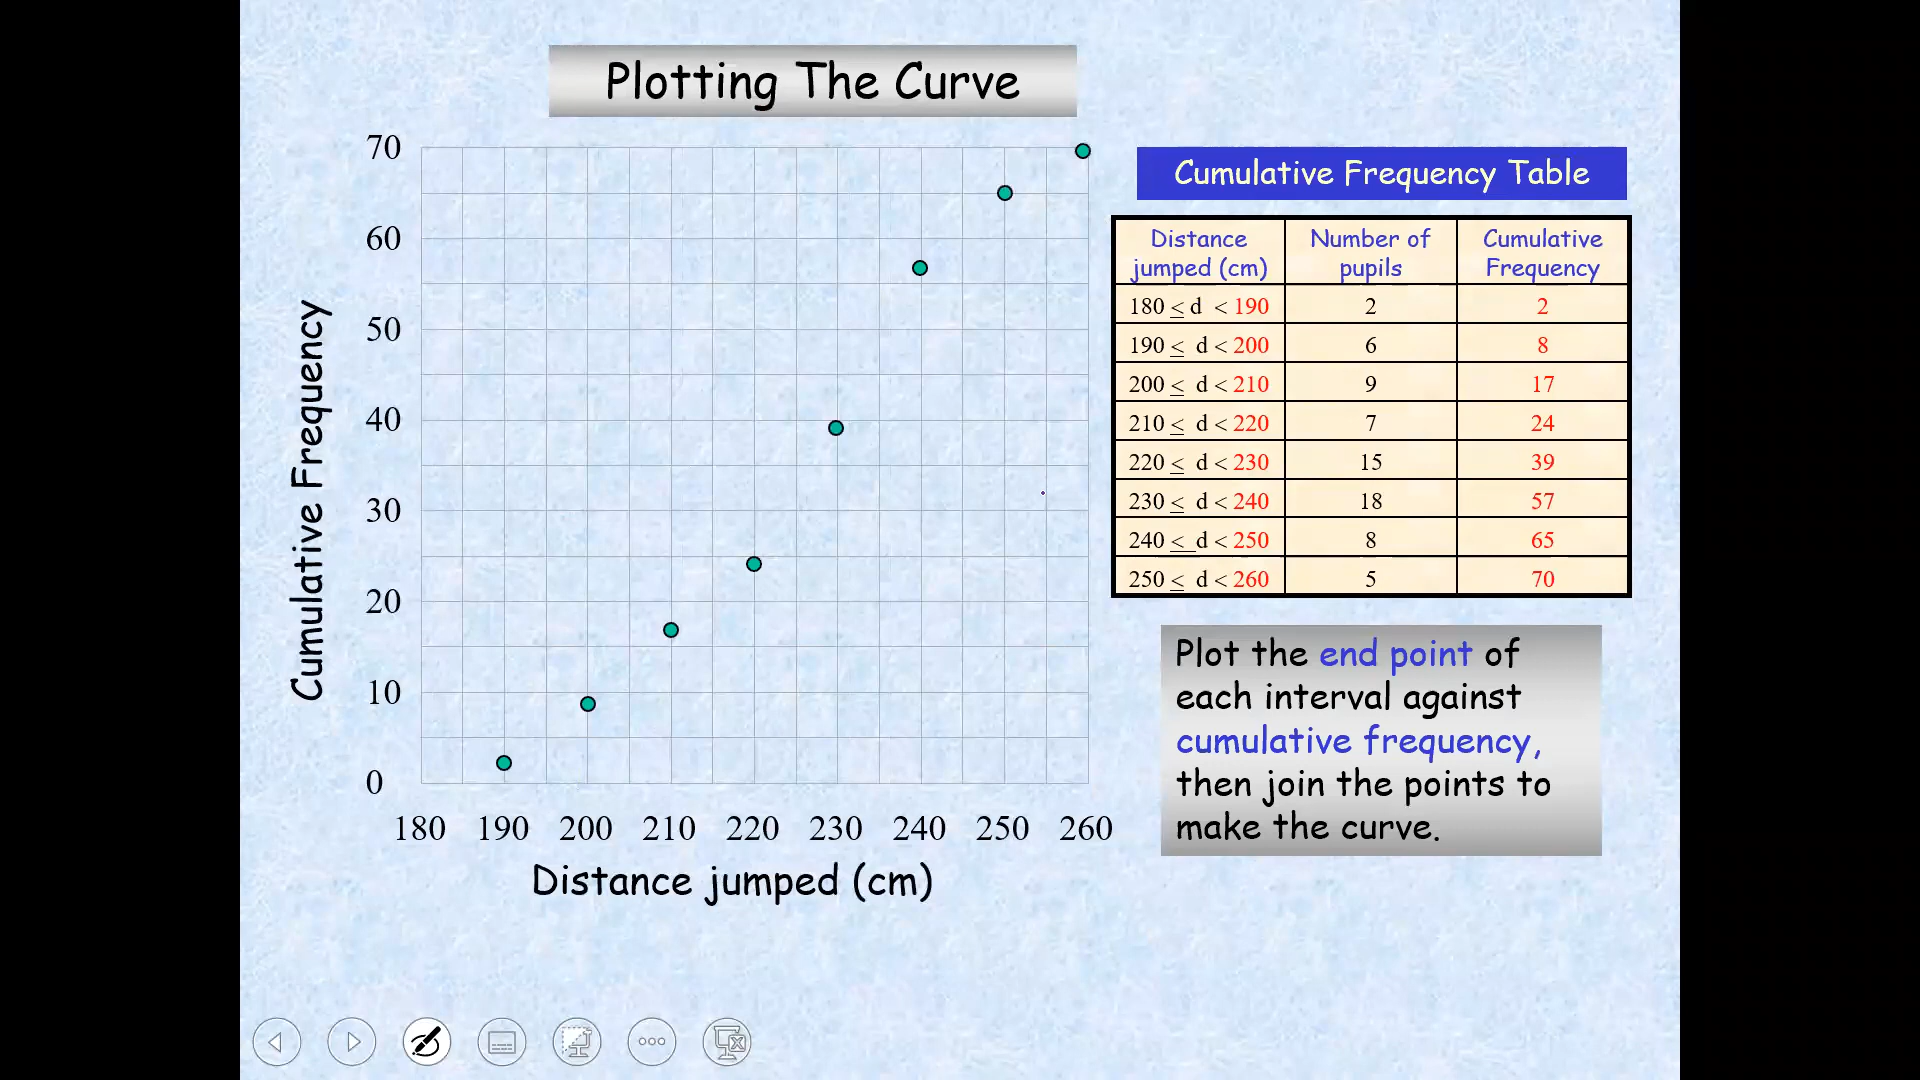 Plotting The Curve
70
60
50
40
30
20
10
0
Cumulative Frequency
180 190 200 210 220 230 240 250 260
Distance jumped (cm)
Cumulative Frequency Table
Distance jumped (cm) Number of pupils Cumulative Frequency
180 ≤ d < 190 2 2
190 ≤ d < 200 6 8
200 ≤ d < 210 9 17
210 ≤ d < 220 7 24
220 ≤ d < 230 15 39
230 ≤ d < 240 18 57
240 ≤ d < 250 8 65
250 ≤ d < 260 5 70
Plot the end point of
each interval against
cumulative frequency,
then join the points to
make the curve.